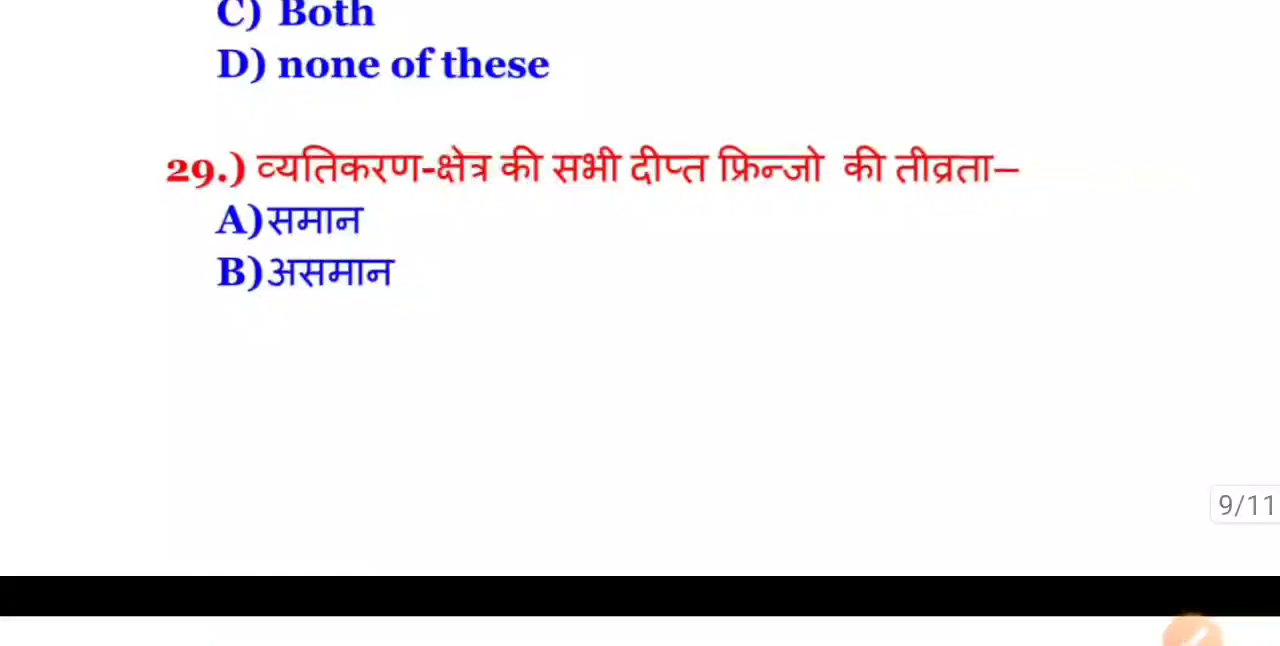 C) Both
D) none of these
29.) व्यतिकरण-क्षेत्र की सभी दीप्त फ्रिन्जो की तीव्रता–
A)समान
B)असमान
9/11